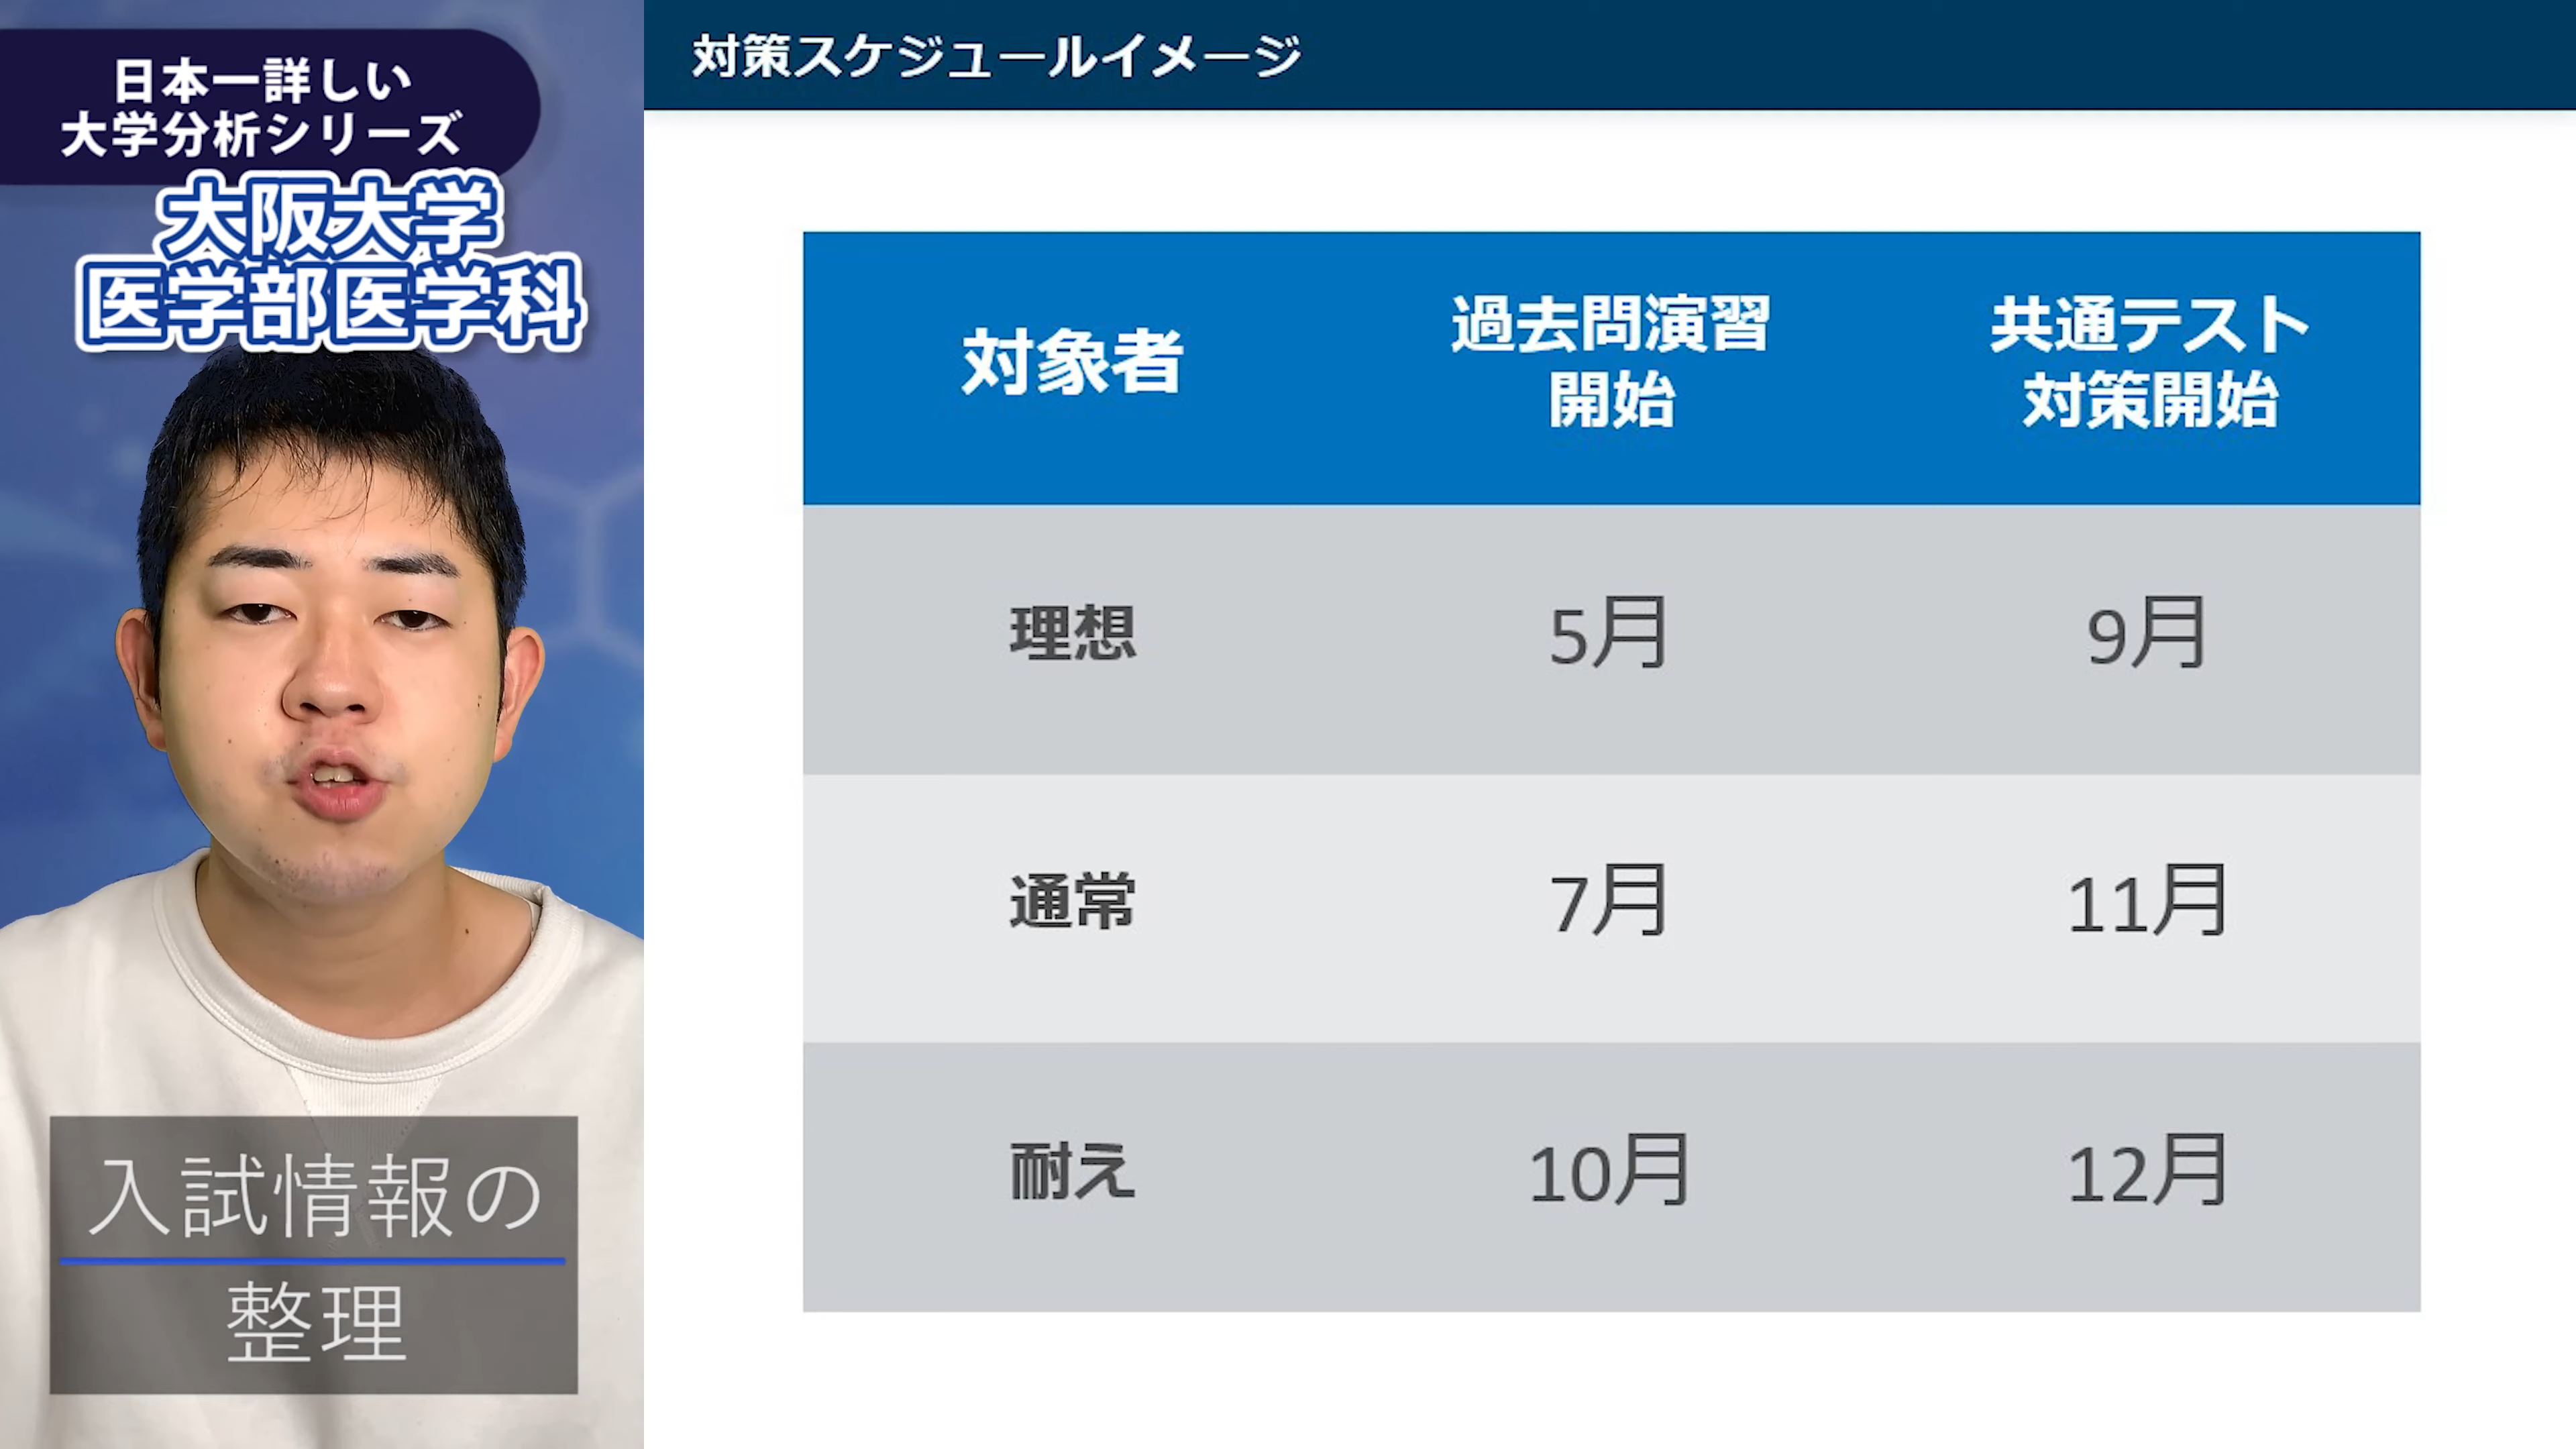 日本一詳しい
大学分析シリーズ
大阪大学
医学部医学科
入試情報の
整理
対策スケジュールイメージ
対象者
過去問演習
開始
共通テスト
対策開始
理想
5月
9月
通常
7月
11月
耐え
10月
12月